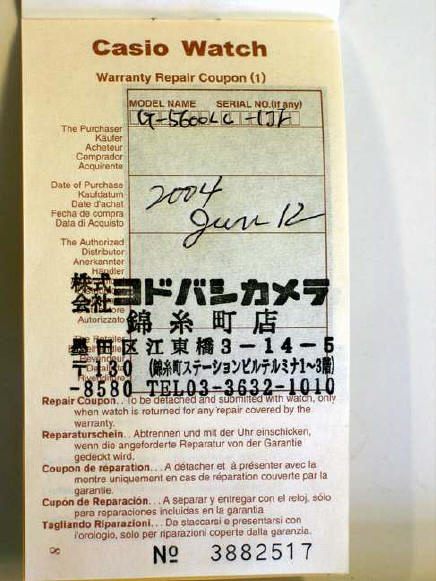 Casio Watch
Warranty Repair Coupon (1)
MODEL NAME SERIAL NO.(if any)
G-5600LC -1JF
The Purchaser
Käufer
Acheteur
Comprador
Acquirente
Date of Purchase
Kaufdatum
Date d'achat
Fecha de compra
Data di Acquisto
2004
Jun 12
The Authorized
Distributor
Anerkannter
Händler
株式会社ヨドバシカメラ
Autorizzato
錦糸町店
墨田区江東橋3-14-5
〒130 (錦糸町ステーションビルテルミナ1~3階)
-8580 TEL03-3632-1010
Repair Coupon.. To be detached and submitted with watch, only
when watch is returned for any repair covered by the
warranty.
Reparaturschein.. Abtrennen und mit der Uhr einschicken,
wenn die angeforderte Reparatur von der Garantie
gedeckt wird.
Coupon de réparation... A détacher et à présenter avec la
montre uniquement en cas de réparation couverte par la
garantie.
Cupón de Reparación... A separar y entregar con el reloj, sólo
para reparaciones incluidas en la garantía
Tagliando Riparazioni... Da staccarsi e presentarsi con
l'orologio, solo per riparazioni coperte dalla garanzia.
No 3882517